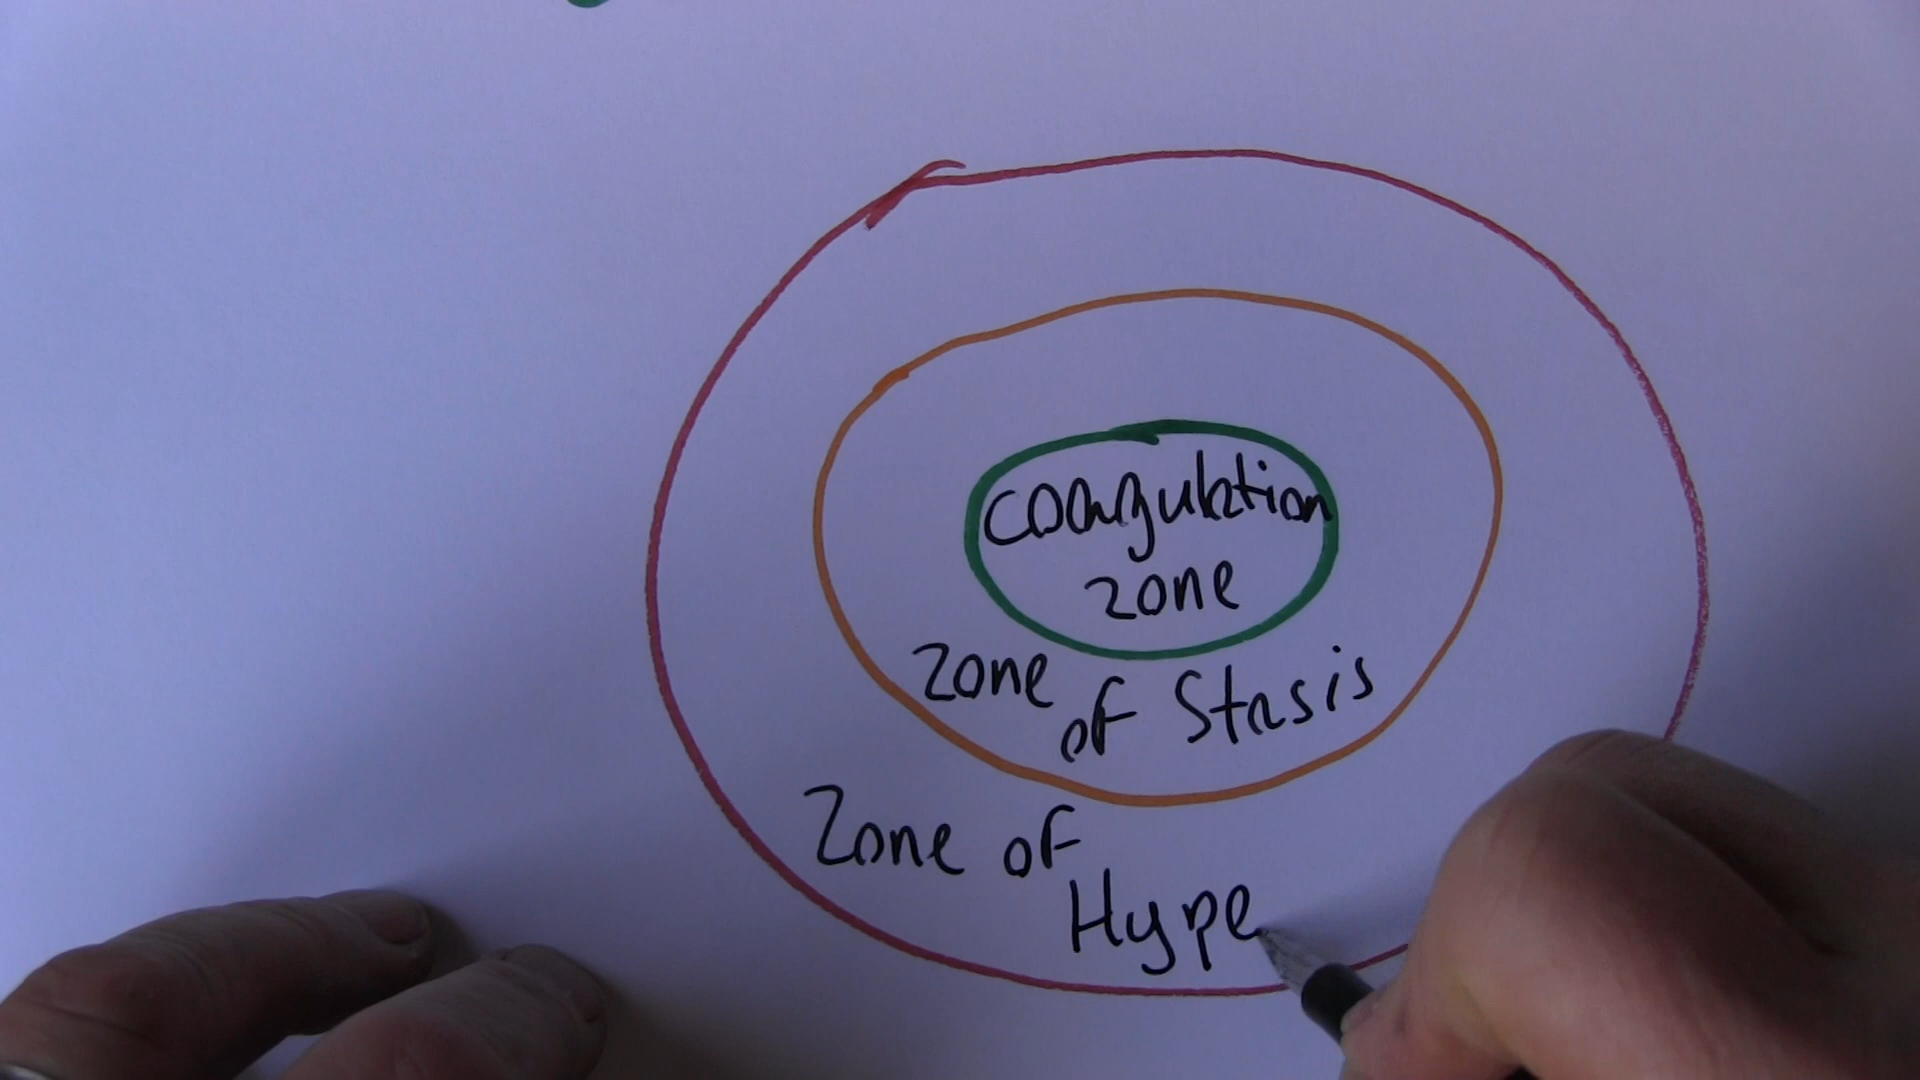 Coagulation
zone
Zone of Stasis
Zone of
Hype